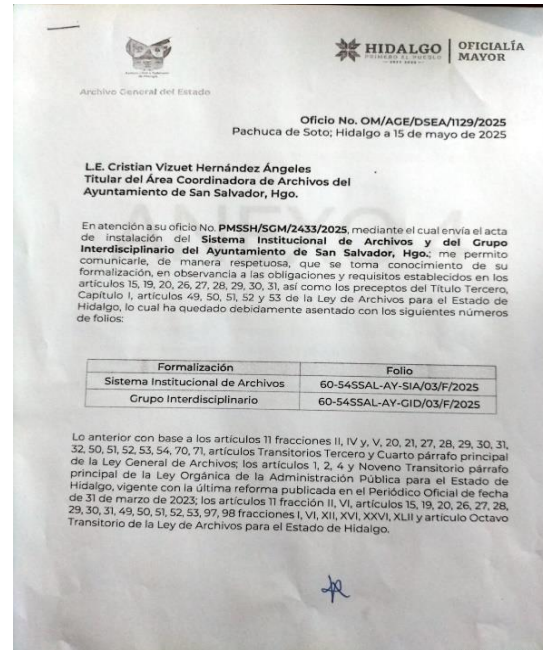 HIDALGO
PRIMERO EL PUEBLO
OFICIALÍA
MAYOR
Archivo General del Estado
Oficio No. OM/AGE/DSEA/1129/2025
Pachuca de Soto; Hidalgo a 15 de mayo de 2025
L.E. Cristian Vizuet Hernández Ángeles
Titular del Área Coordinadora de Archivos del
Ayuntamiento de San Salvador, Hgo.
En atención a su oficio No. PMSSH/SGM/2433/2025, mediante el cual envía el acta
de instalación del Sistema Institucional de Archivos y del Grupo
Interdisciplinario del Ayuntamiento de San Salvador, Hgo.; me permito
comunicarle, de manera respetuosa, que se toma conocimiento de su
formalización, en observancia a las obligaciones y requisitos establecidos en los
artículos 15, 19, 20, 26, 27, 28, 29, 30, 31, así como los preceptos del Título Tercero,
Capítulo I, artículos 49, 50, 51, 52 y 53 de la Ley de Archivos para el Estado de
Hidalgo, lo cual ha quedado debidamente asentado con los siguientes números
de folios:
Formalización Folio
Sistema Institucional de Archivos 60-54SSAL-AY-SIA/03/F/2025
Grupo Interdisciplinario 60-54SSAL-AY-GID/03/F/2025
Lo anterior con base a los artículos 11 fracciones II, IV y, V, 20, 21, 27, 28, 29, 30, 31,
32, 50, 51, 52, 53, 54, 70, 71, artículos Transitorios Tercero y Cuarto párrafo principal
de la Ley General de Archivos; los artículos 1, 2, 4 y Noveno Transitorio párrafo
principal de la Ley Orgánica de la Administración Pública para el Estado de
Hidalgo, vigente con la última reforma publicada en el Periódico Oficial de fecha
de 31 de marzo de 2023; los artículos 11 fracción II, VI, artículos 15, 19, 20, 26, 27, 28,
29, 30, 31, 49, 50, 51, 52, 53, 97, 98 fracciones I, VI, XII, XVI, XXVI, XLII y artículo Octavo
Transitorio de la Ley de Archivos para el Estado de Hidalgo.